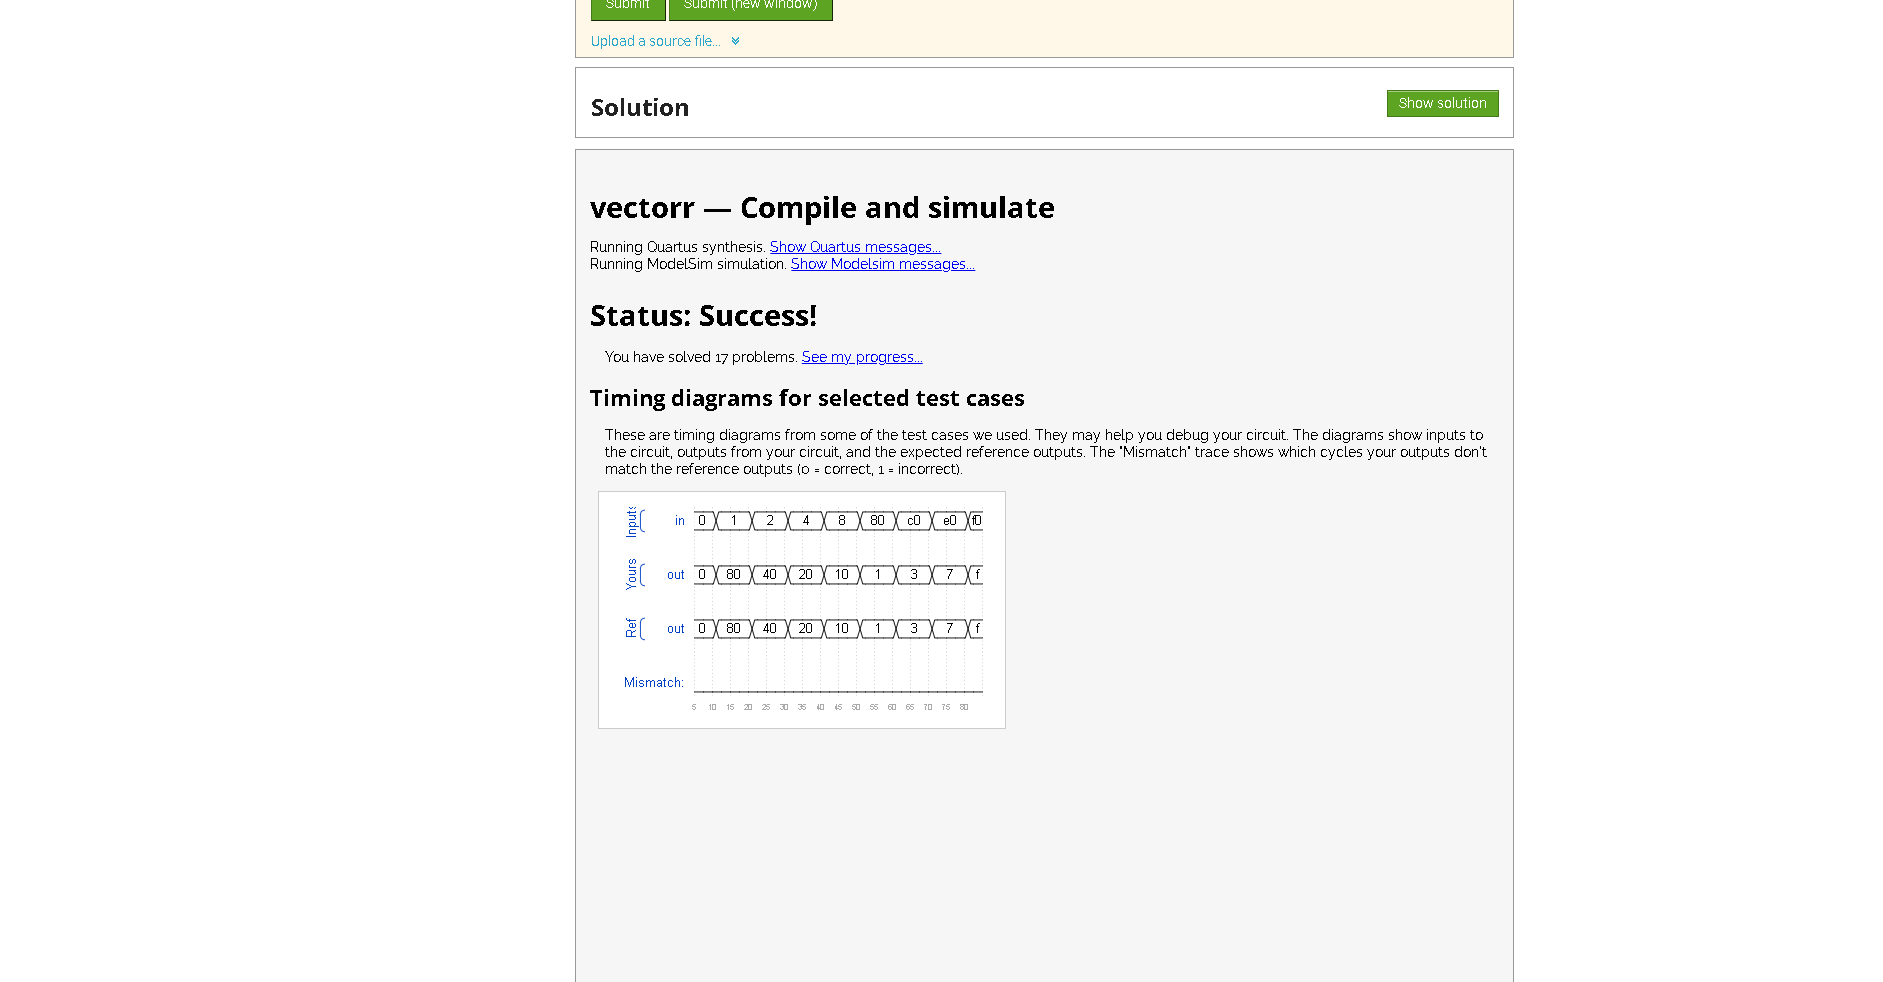 Submit Submit (new window)
Upload a source file...
Solution
Show solution
vectorr — Compile and simulate
Running Quartus synthesis. Show Quartus messages...
Running ModelSim simulation. Show Modelsim messages...
Status: Success!
You have solved 17 problems. See my progress...
Timing diagrams for selected test cases
These are timing diagrams from some of the test cases we used. They may help you debug your circuit. The diagrams show inputs to
the circuit, outputs from your circuit, and the expected reference outputs. The "Mismatch" trace shows which cycles your outputs don't
match the reference outputs (0 = correct, 1 = incorrect).
Inputs in 0 1 2 4 8 80 c0 e0 f0
Yours out 0 80 40 20 10 1 3 7 f
Ref out 0 80 40 20 10 1 3 7 f
Mismatch:
5 10 15 20 25 30 35 40 45 50 55 60 65 70 75 80